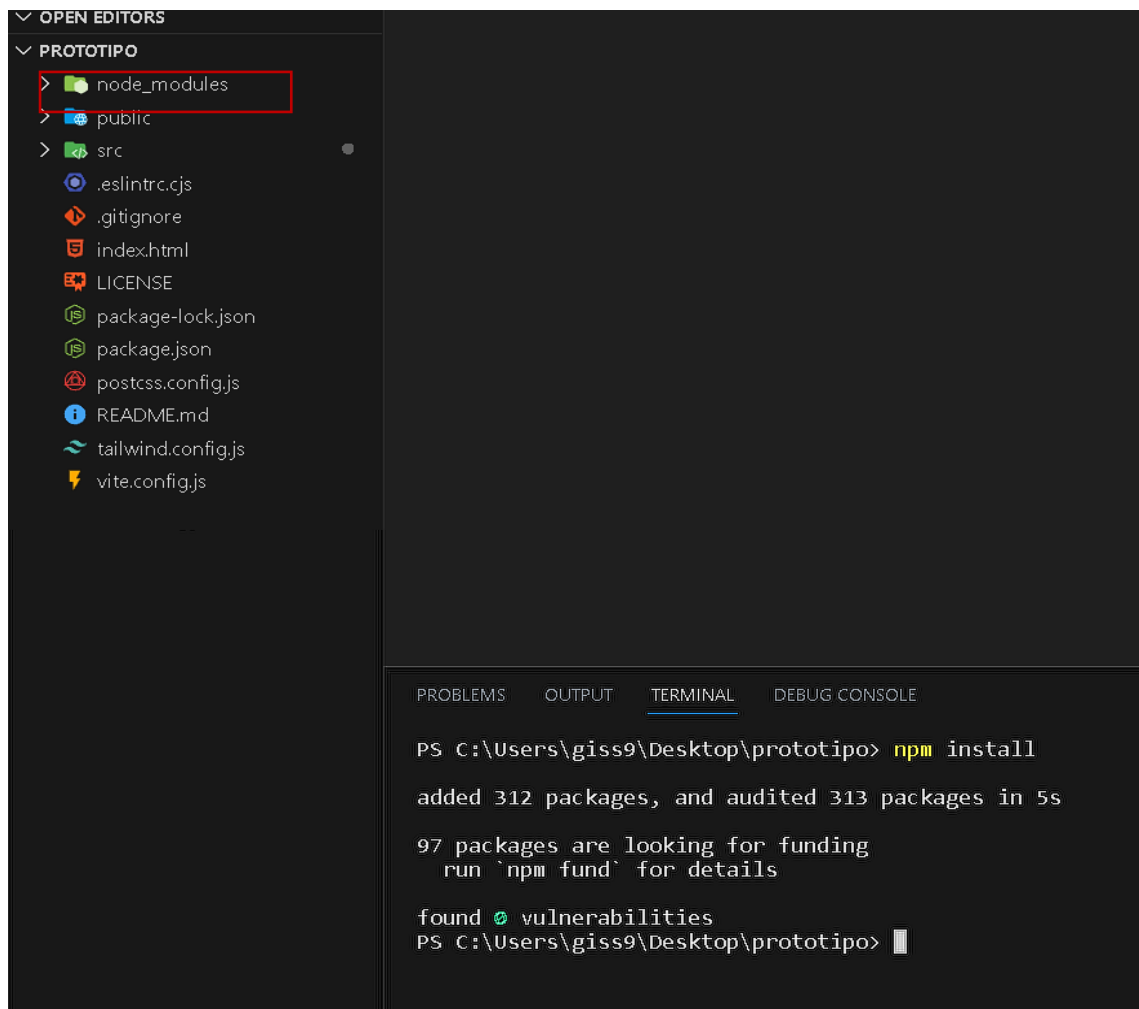 OPEN EDITORS
PROTOTIPO
node_modules
public
src
.eslintrc.cjs
.gitignore
index.html
LICENSE
package-lock.json
package.json
postcss.config.js
README.md
tailwind.config.js
vite.config.js
PROBLEMS OUTPUT TERMINAL DEBUG CONSOLE
PS C:\Users\giss9\Desktop\prototipo> npm install
added 312 packages, and audited 313 packages in 5s
97 packages are looking for funding
run `npm fund` for details
found 0 vulnerabilities
PS C:\Users\giss9\Desktop\prototipo>